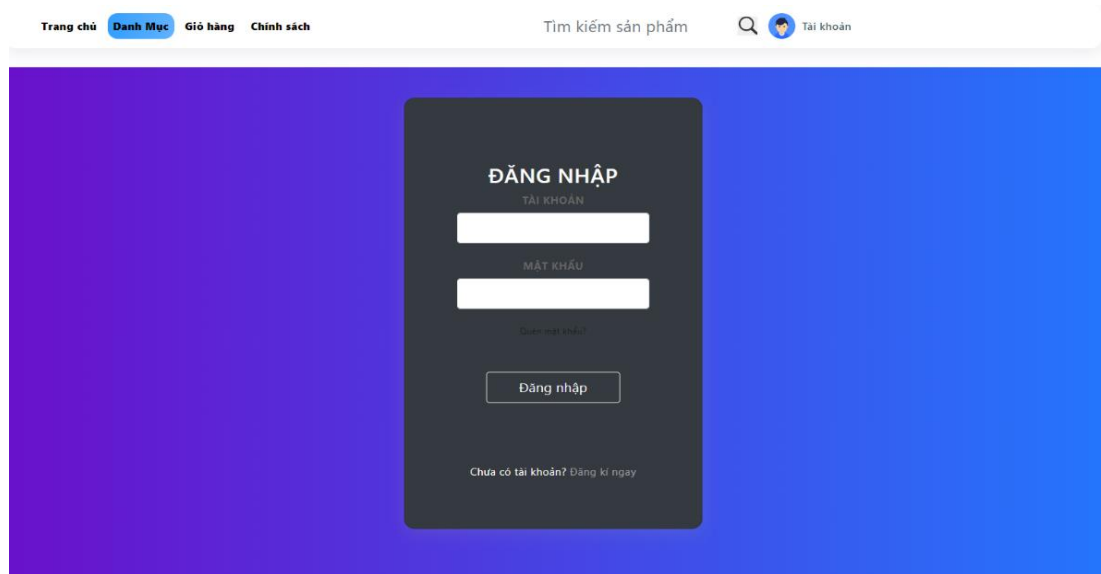 Trang chủ Danh Mục Giỏ hàng Chính sách Tìm kiếm sản phẩm Tài khoản
ĐĂNG NHẬP
TÀI KHOẢN
MẬT KHẨU
Quên mật khẩu?
Đăng nhập
Chưa có tài khoản? Đăng kí ngay